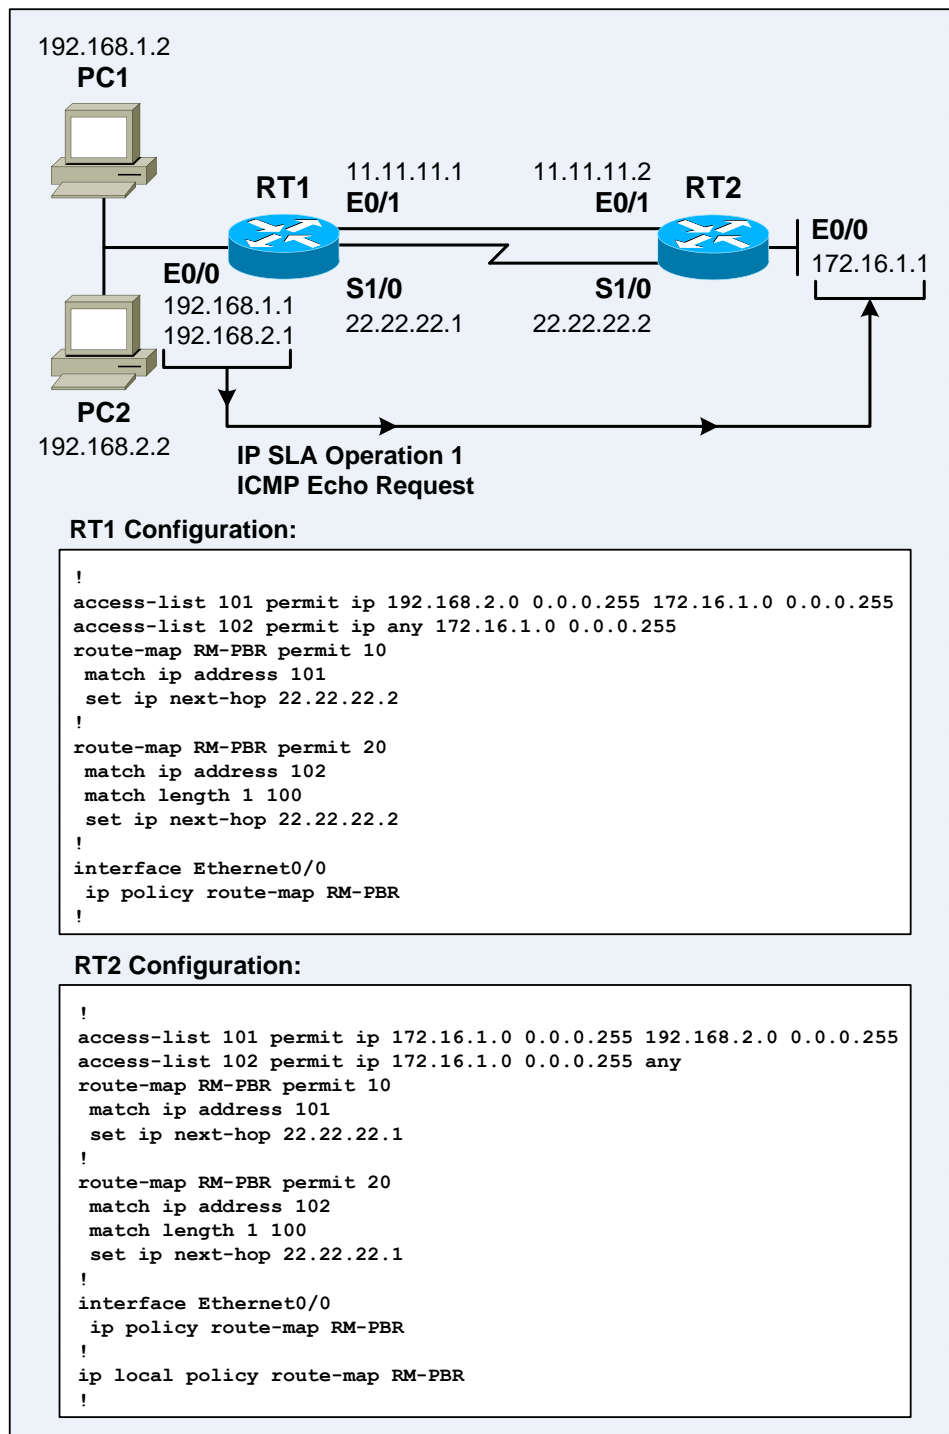 192.168.1.2
PC1
RT1
11.11.11.1
E0/1
11.11.11.2
E0/1
RT2
E0/0
172.16.1.1
E0/0
192.168.1.1
192.168.2.1
S1/0
22.22.22.1
S1/0
22.22.22.2
PC2
192.168.2.2
IP SLA Operation 1
ICMP Echo Request
RT1 Configuration:
!
access-list 101 permit ip 192.168.2.0 0.0.0.255 172.16.1.0 0.0.0.255
access-list 102 permit ip any 172.16.1.0 0.0.0.255
route-map RM-PBR permit 10
 match ip address 101
 set ip next-hop 22.22.22.2
!
route-map RM-PBR permit 20
 match ip address 102
 match length 1 100
 set ip next-hop 22.22.22.2
!
interface Ethernet0/0
 ip policy route-map RM-PBR
!
RT2 Configuration:
!
access-list 101 permit ip 172.16.1.0 0.0.0.255 192.168.2.0 0.0.0.255
access-list 102 permit ip 172.16.1.0 0.0.0.255 any
route-map RM-PBR permit 10
 match ip address 101
 set ip next-hop 22.22.22.1
!
route-map RM-PBR permit 20
 match ip address 102
 match length 1 100
 set ip next-hop 22.22.22.1
!
interface Ethernet0/0
 ip policy route-map RM-PBR
!
ip local policy route-map RM-PBR
!